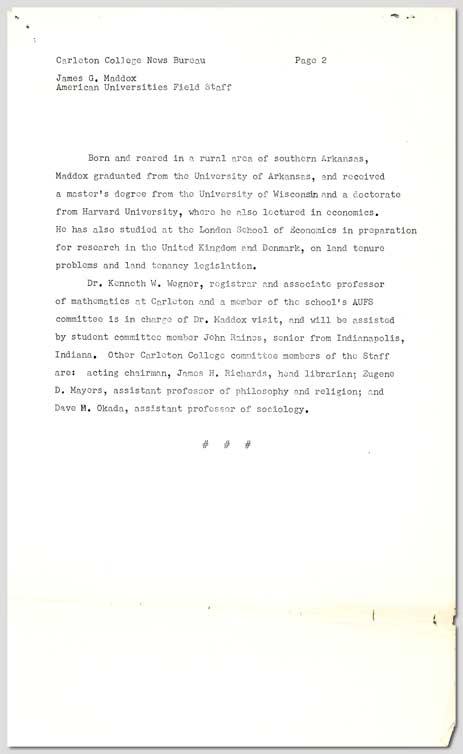 Carleton College News Bureau Page 2
James G. Maddox
American Universities Field Staff
Born and reared in a rural area of southern Arkansas,
Maddox graduated from the University of Arkansas, and received
a master's degree from the University of Wisconsin and a doctorate
from Harvard University, where he also lectured in economics.
He has also studied at the London School of Economics in preparation
for research in the United Kingdom and Denmark, on land tenure
problems and land tenancy legislation.
Dr. Kenneth W. Wegner, registrar and associate professor
of mathematics at Carleton and a member of the school's AUFS
committee is in charge of Dr. Maddox visit, and will be assisted
by student committee member John Raines, senior from Indianapolis,
Indiana. Other Carleton College committee members of the Staff
are: acting chairman, James H. Richards, head librarian; Eugene
D. Mayers, assistant professor of philosophy and religion; and
Dave M. Okada, assistant professor of sociology.
# # #